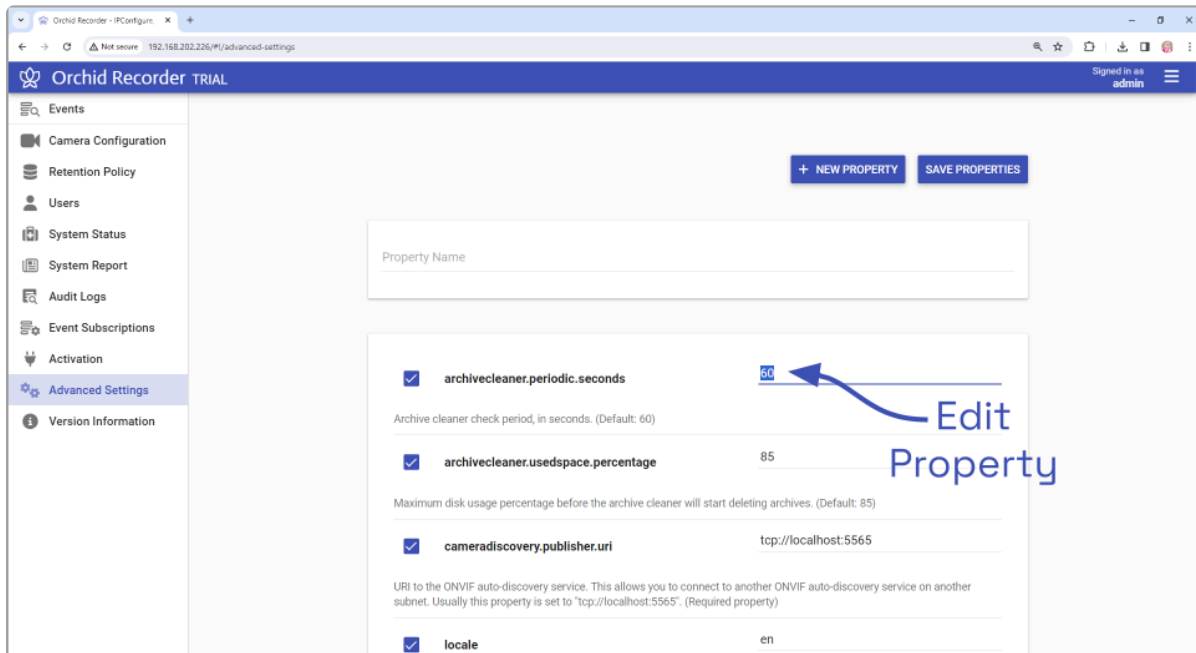 Orchid Recorder - IPConfigure,
Not secure 192.168.202.226/#!/advanced-settings
Orchid Recorder TRIAL
Signed in as
admin
Events
Camera Configuration
Retention Policy
Users
System Status
System Report
Audit Logs
Event Subscriptions
Activation
Advanced Settings
Version Information
+ NEW PROPERTY
SAVE PROPERTIES
Property Name
archivecleaner.periodic.seconds
60
Archive cleaner check period, in seconds. (Default: 60)
Edit
Property
archivecleaner.usedspace.percentage
85
Maximum disk usage percentage before the archive cleaner will start deleting archives. (Default: 85)
cameradiscovery.publisher.uri
tcp://localhost:5565
URI to the ONVIF auto-discovery service. This allows you to connect to another ONVIF auto-discovery service on another
subnet. Usually this property is set to "tcp://localhost:5565". (Required property)
locale
en